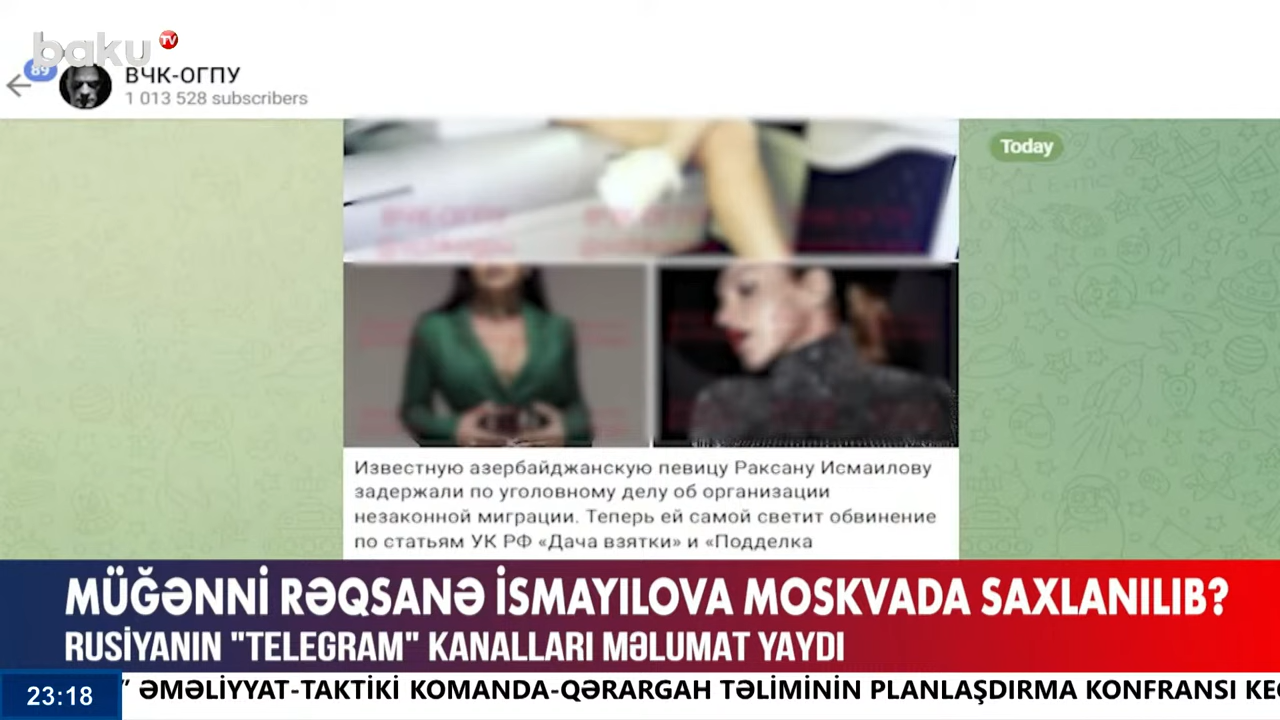 baku TV
89
ВЧК-ОГПУ
1 013 528 subscribers
Today
Известную азербайджанскую певицу Раксану Исмаилову
задержали по уголовному делу об организации
незаконной миграции. Теперь ей самой светит обвинение
по статьям УК РФ «Дача взятки» и «Подделка
MÜĞƏNNİ RƏQSANƏ İSMAYILOVA MOSKVADA SAXLANILIB?
RUSİYANIN "TELEGRAM" KANALLARI MƏLUMAT YAYDI
23:18 " ƏMƏLİYYAT-TAKTİKİ KOMANDA-QƏRARGAH TƏLİMİNİN PLANLAŞDIRMA KONFRANSI